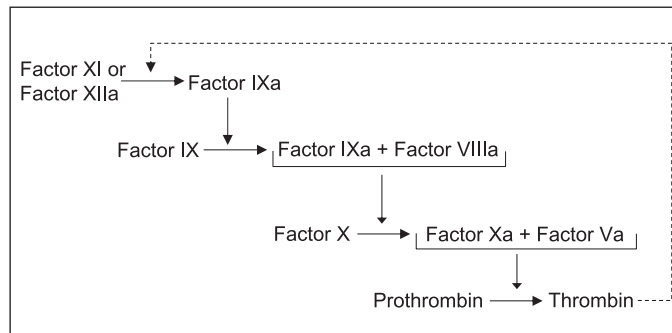 Factor XI or
Factor XIIa
Factor IXa
Factor IX
Factor IXa + Factor VIIIa
Factor X
Factor Xa + Factor Va
Prothrombin
Thrombin